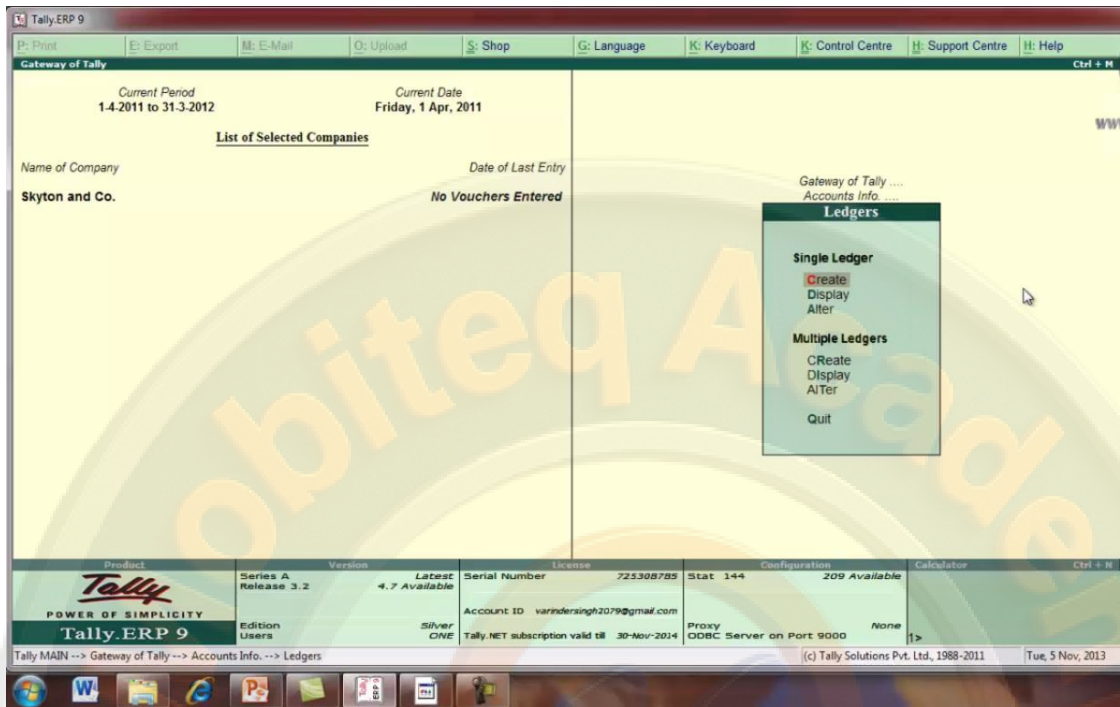 Tally.ERP 9
P: Print E: Export M: E-Mail O: Upload S: Shop G: Language K: Keyboard K: Control Centre H: Support Centre H: Help
Gateway of Tally Ctrl + M
Current Period Current Date
1-4-2011 to 31-3-2012 Friday, 1 Apr, 2011
List of Selected Companies
Name of Company Date of Last Entry
Skyton and Co. No Vouchers Entered
Gateway of Tally ....
Accounts Info. ....
Ledgers
Single Ledger
Create
Display
Alter
Multiple Ledgers
CReate
DIsplay
AlTer
Quit
obiteq Academ
Product Version License Configuration Calculator Ctrl + N
Tally
POWER OF SIMPLICITY
Tally.ERP 9
Series A Latest
Release 3.2 4.7 Available
Edition Silver
Users ONE
Serial Number 725308785
Account ID varindersingh2079@gmail.com
Tally.NET subscription valid till 30-Nov-2014
Stat 144 209 Available
Proxy None
ODBC Server on Port 9000
1>
Tally MAIN --> Gateway of Tally --> Accounts Info. --> Ledgers (c) Tally Solutions Pvt. Ltd., 1988-2011 Tue, 5 Nov, 2013